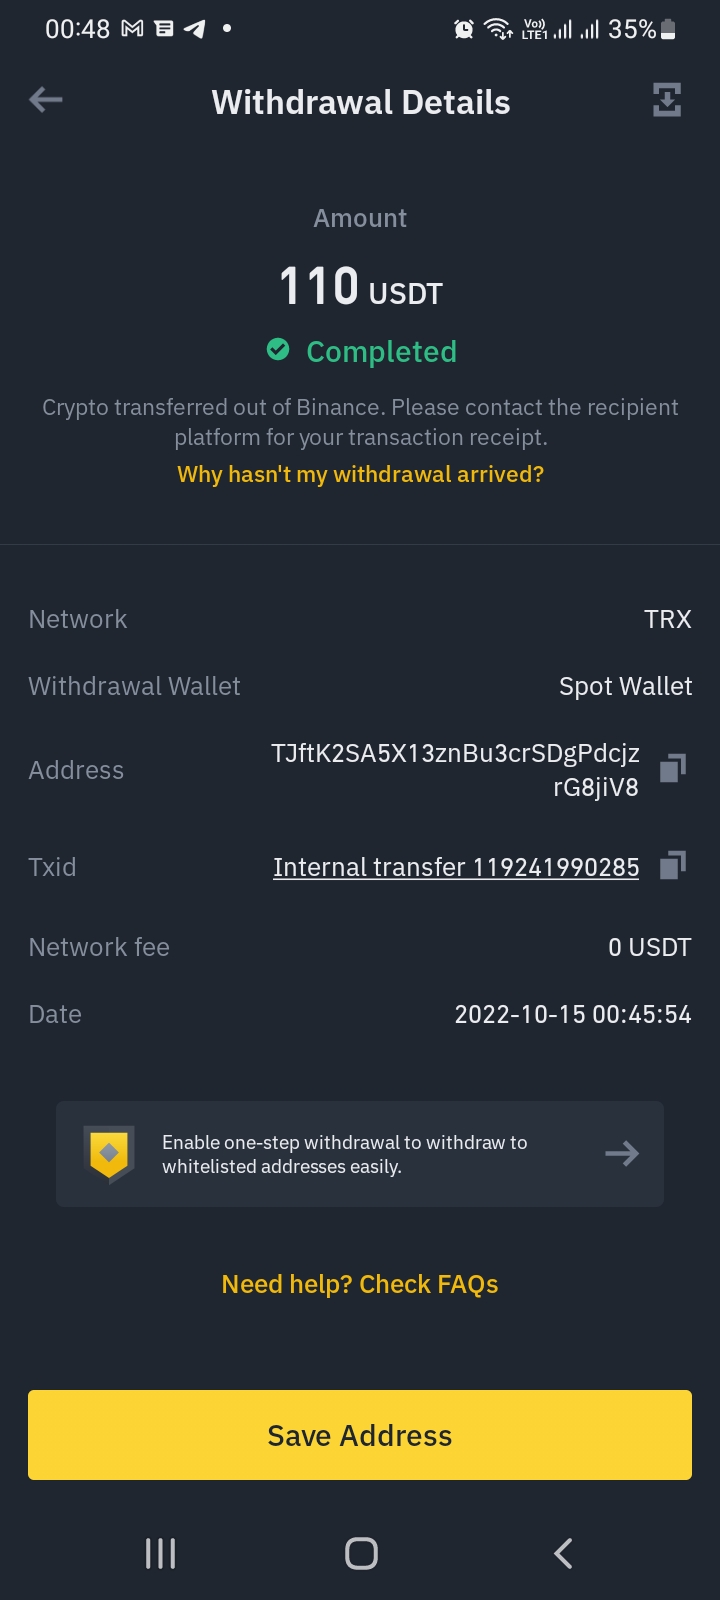 00:48
Vo)) LTE1
35%
Withdrawal Details
Amount
110 USDT
Completed
Crypto transferred out of Binance. Please contact the recipient
platform for your transaction receipt.
Why hasn't my withdrawal arrived?
Network TRX
Withdrawal Wallet Spot Wallet
Address TJftK2SA5X13znBu3crSDgPdcjz
rG8jiV8
Txid Internal transfer 119241990285
Network fee 0 USDT
Date 2022-10-15 00:45:54
Enable one-step withdrawal to withdraw to
whitelisted addresses easily.
Need help? Check FAQs
Save Address